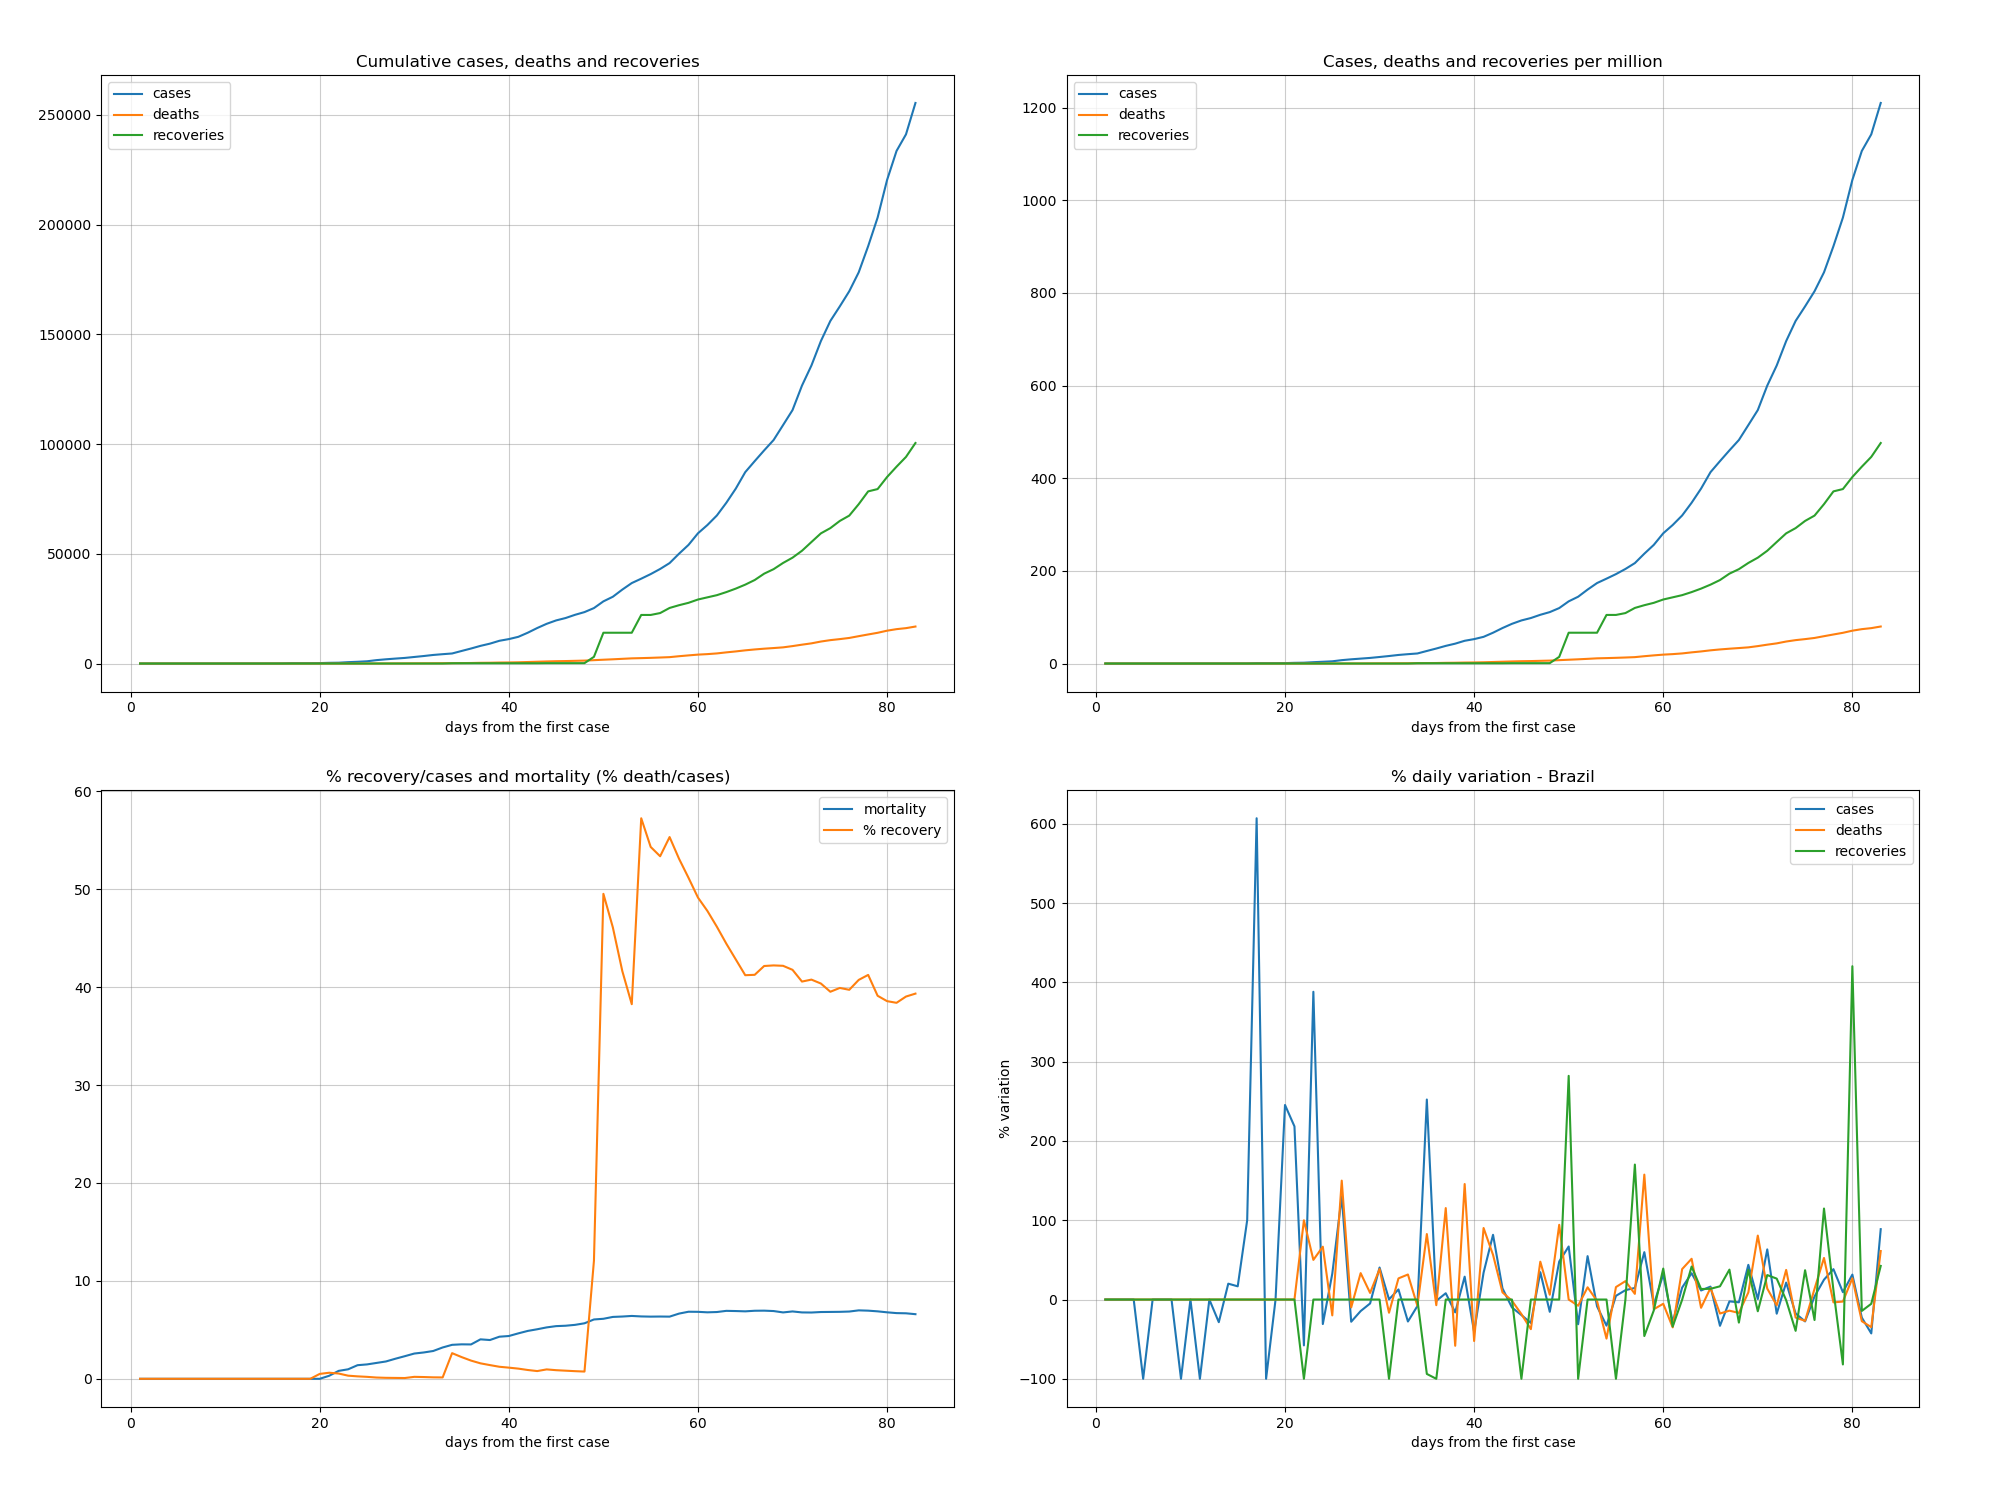 Cumulative cases, deaths and recoveries
cases
deaths
recoveries
250000
200000
150000
100000
50000
0
0 20 40 60 80
days from the first case
Cases, deaths and recoveries per million
cases
deaths
recoveries
1200
1000
800
600
400
200
0
0 20 40 60 80
days from the first case
% recovery/cases and mortality (% death/cases)
mortality
% recovery
60
50
40
30
20
10
0
0 20 40 60 80
days from the first case
% daily variation - Brazil
cases
deaths
recoveries
% variation
600
500
400
300
200
100
0
−100
0 20 40 60 80
days from the first case